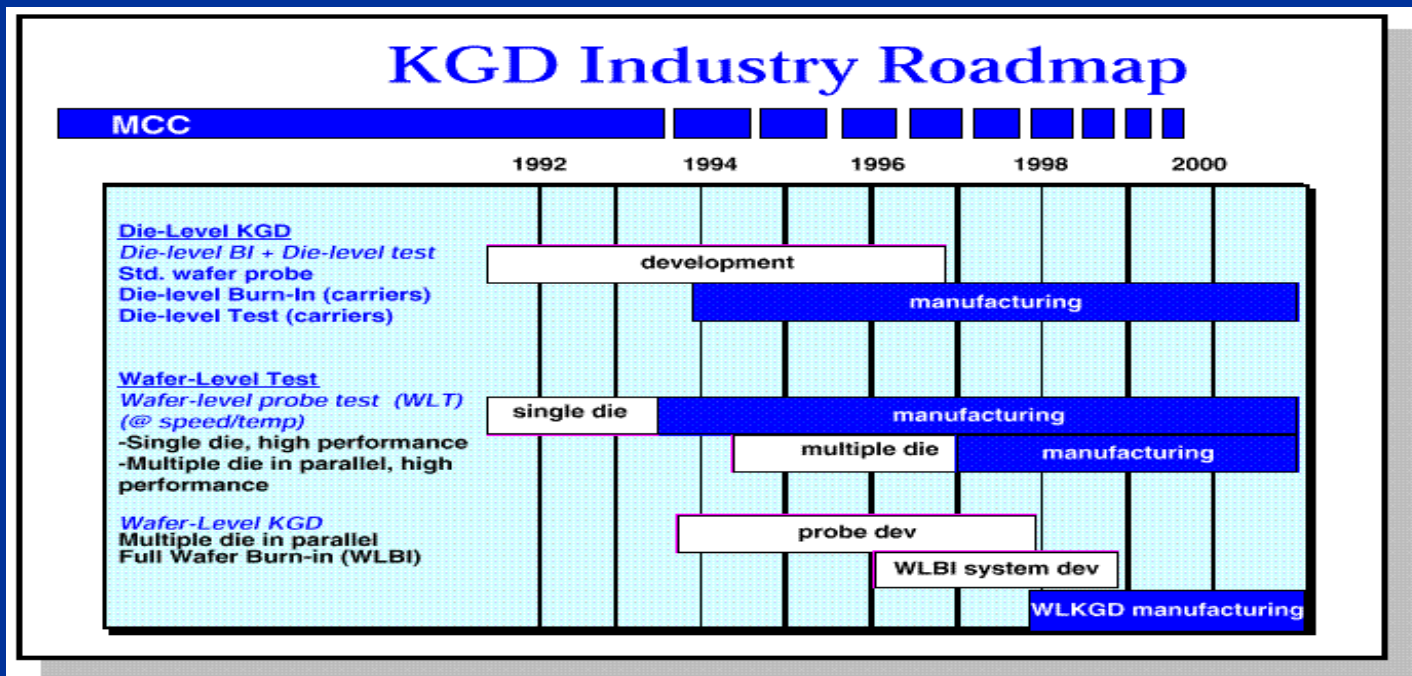 KGD Industry Roadmap
MCC
1992 1994 1996 1998 2000
Die-Level KGD
Die-level BI + Die-level test
Std. wafer probe
Die-level Burn-In (carriers)
Die-level Test (carriers)
development
manufacturing
Wafer-Level Test
Wafer-level probe test (WLT)
(@ speed/temp)
-Single die, high performance
-Multiple die in parallel, high
performance
single die
manufacturing
multiple die
manufacturing
Wafer-Level KGD
Multiple die in parallel
Full Wafer Burn-in (WLBI)
probe dev
WLBI system dev
WLKGD manufacturing